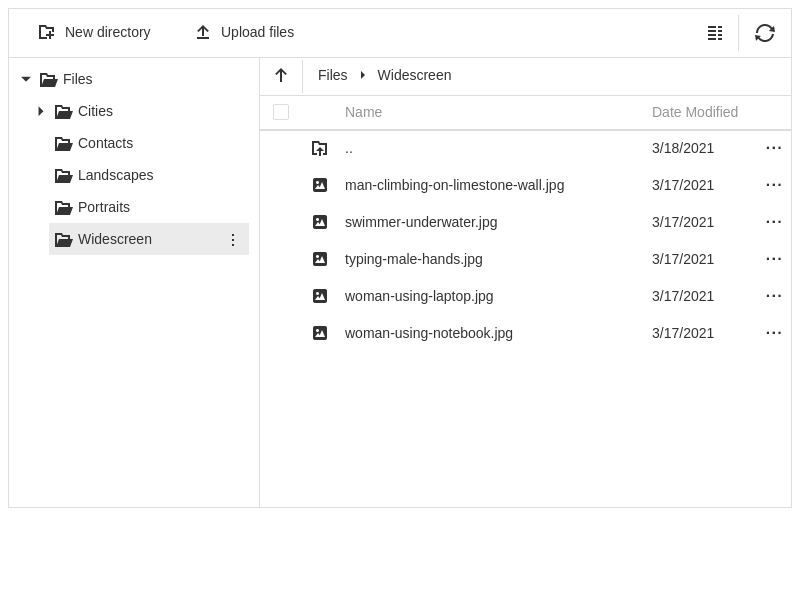 New directory Upload files
Files
Cities
Contacts
Landscapes
Portraits
Widescreen
Files Widescreen
Name Date Modified
.. 3/18/2021
man-climbing-on-limestone-wall.jpg 3/17/2021
swimmer-underwater.jpg 3/17/2021
typing-male-hands.jpg 3/17/2021
woman-using-laptop.jpg 3/17/2021
woman-using-notebook.jpg 3/17/2021